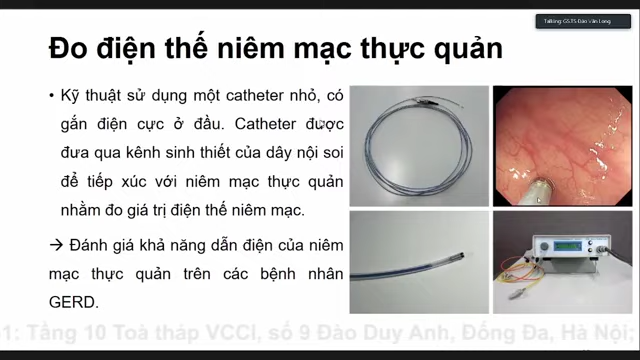 Talking: GS.TS Đào Văn Long
Đo điện thế niêm mạc thực quản
• Kỹ thuật sử dụng một catheter nhỏ, có
gắn điện cực ở đầu. Catheter được
đưa qua kênh sinh thiết của dây nội soi
để tiếp xúc với niêm mạc thực quản
nhằm đo giá trị điện thế niêm mạc.
→ Đánh giá khả năng dẫn điện của niêm
mạc thực quản trên các bệnh nhân
GERD.
1: Tầng 10 Toà tháp VCCI, số 9 Đào Duy Anh, Đống Đa, Hà Nội;